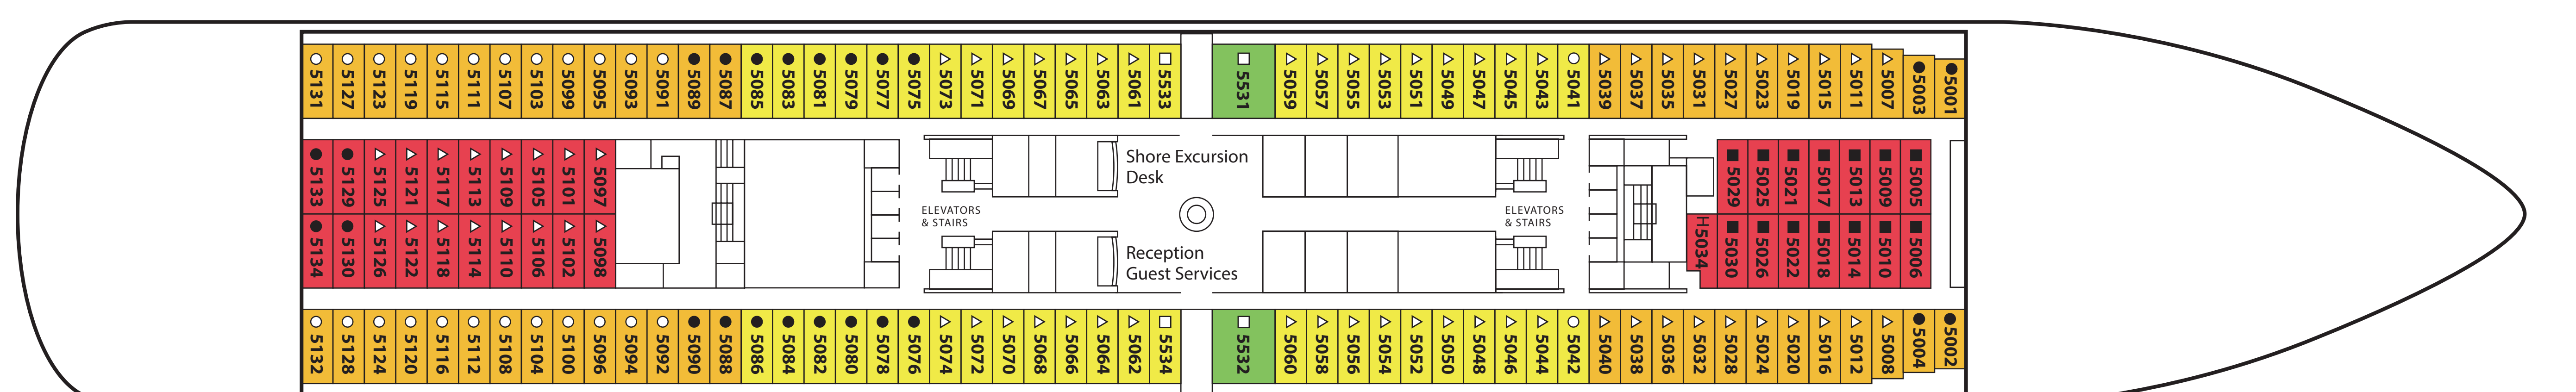 5131 5127 5123 5119 5115 5111 5107 5103 5099 5095 5093 5091 5089 5087 5085 5083 5081 5079 5077 5075 5073 5071 5069 5067 5065 5063 5061 5533 5531 5059 5057 5055 5053 5051 5049 5047 5045 5043 5041 5039 5037 5035 5031 5027 5023 5019 5015 5011 5007 5003 5001
5133 5129 5125 5121 5117 5113 5109 5105 5101 5097
Shore Excursion
Desk
5029 5025 5021 5017 5013 5009 5005
ELEVATORS
& STAIRS
ELEVATORS
& STAIRS
5134 5130 5126 5122 5118 5114 5110 5106 5102 5098
Reception
Guest Services
H5034 5030 5026 5022 5018 5014 5010 5006
5132 5128 5124 5120 5116 5112 5108 5104 5100 5096 5094 5092 5090 5088 5086 5084 5082 5080 5078 5076 5074 5072 5070 5068 5066 5064 5062 5534 5532 5060 5058 5056 5054 5052 5050 5048 5046 5044 5042 5040 5038 5036 5032 5028 5024 5020 5016 5012 5008 5004 5002